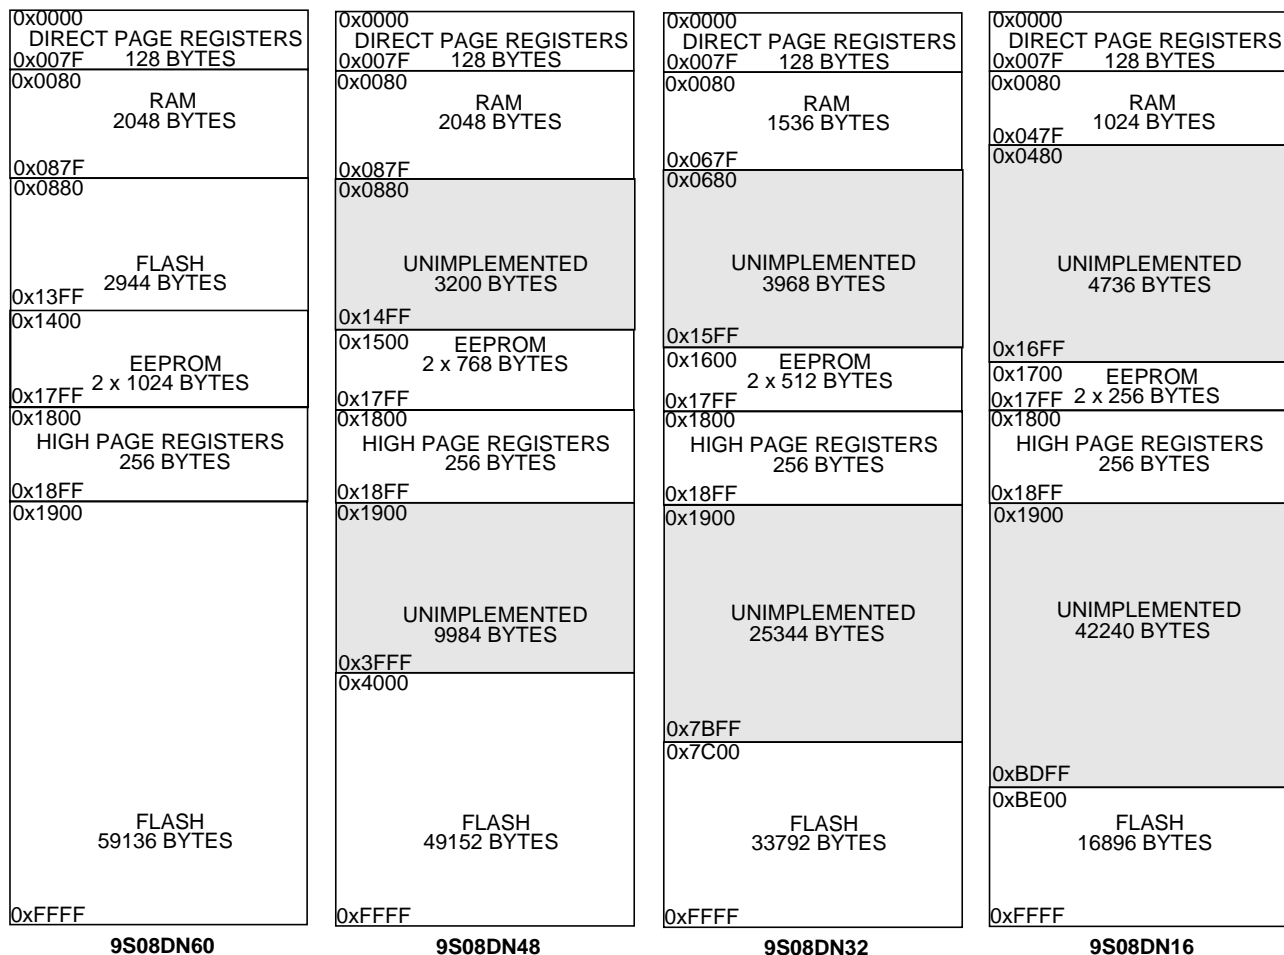 0x0000
DIRECT PAGE REGISTERS
0x007F 128 BYTES
0x0080
RAM
2048 BYTES
0x087F
0x0880
FLASH
2944 BYTES
0x13FF
0x1400
EEPROM
2 x 1024 BYTES
0x17FF
0x1800
HIGH PAGE REGISTERS
256 BYTES
0x18FF
0x1900
FLASH
59136 BYTES
0xFFFF
9S08DN60
0x0000
DIRECT PAGE REGISTERS
0x007F 128 BYTES
0x0080
RAM
2048 BYTES
0x087F
0x0880
UNIMPLEMENTED
3200 BYTES
0x14FF
0x1500 EEPROM
2 x 768 BYTES
0x17FF
0x1800
HIGH PAGE REGISTERS
256 BYTES
0x18FF
0x1900
UNIMPLEMENTED
9984 BYTES
0x3FFF
0x4000
FLASH
49152 BYTES
0xFFFF
9S08DN48
0x0000
DIRECT PAGE REGISTERS
0x007F 128 BYTES
0x0080
RAM
1536 BYTES
0x067F
0x0680
UNIMPLEMENTED
3968 BYTES
0x15FF
0x1600 EEPROM
2 x 512 BYTES
0x17FF
0x1800
HIGH PAGE REGISTERS
256 BYTES
0x18FF
0x1900
UNIMPLEMENTED
25344 BYTES
0x7BFF
0x7C00
FLASH
33792 BYTES
0xFFFF
9S08DN32
0x0000
DIRECT PAGE REGISTERS
0x007F 128 BYTES
0x0080
RAM
1024 BYTES
0x047F
0x0480
UNIMPLEMENTED
4736 BYTES
0x16FF
0x1700 EEPROM
0x17FF 2 x 256 BYTES
0x1800
HIGH PAGE REGISTERS
256 BYTES
0x18FF
0x1900
UNIMPLEMENTED
42240 BYTES
0xBDFF
0xBE00
FLASH
16896 BYTES
0xFFFF
9S08DN16